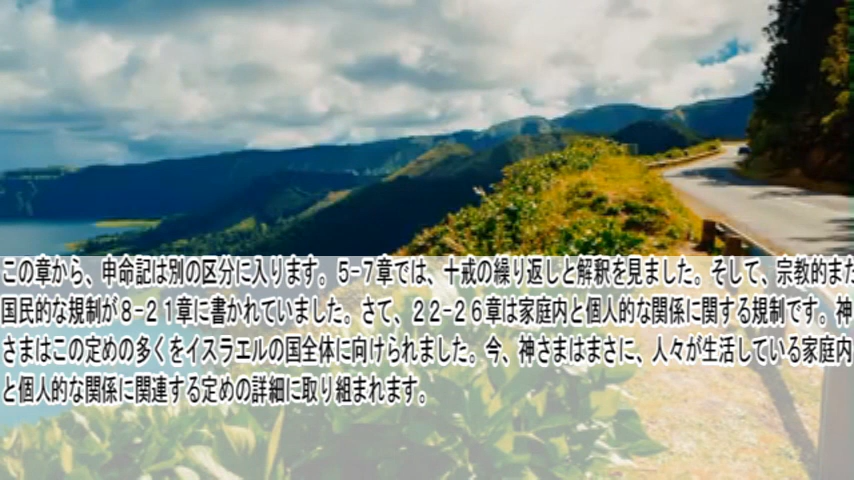 この章から、申命記は別の区分に入ります。５-７章では、十戒の繰り返しと解釈を見ました。そして、宗教的また
国民的な規制が８-２１章に書かれていました。さて、２２-２６章は家庭内と個人的な関係に関する規制です。神
さまはこの定めの多くをイスラエルの国全体に向けられました。今、神さまはまさに、人々が生活している家庭内
と個人的な関係に関連する定めの詳細に取り組まれます。